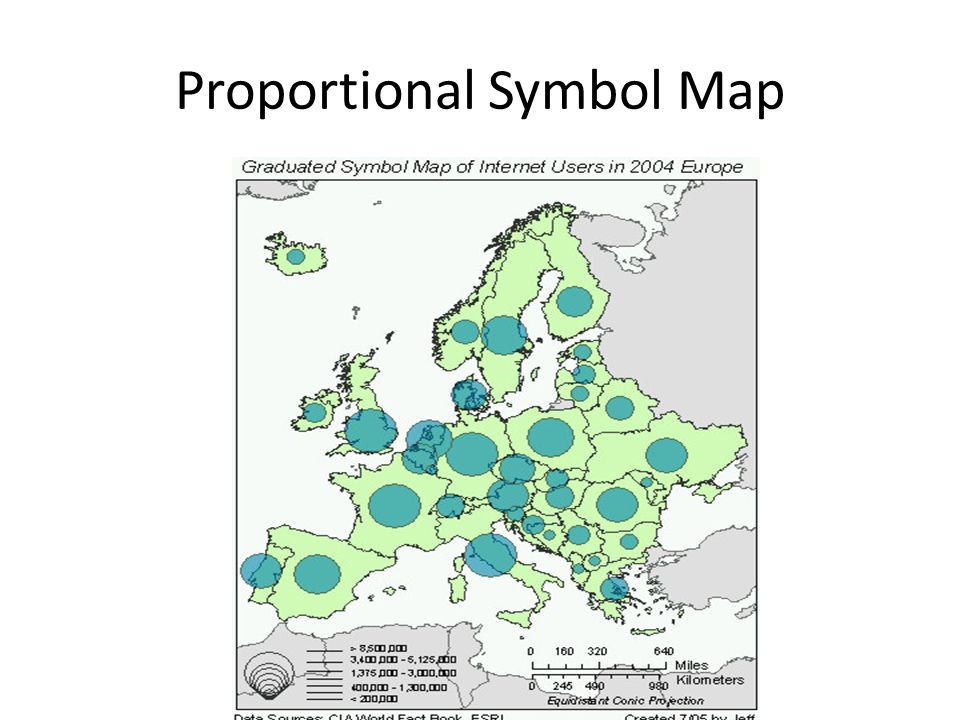 Proportional Symbol Map
Graduated Symbol Map of Internet Users in 2004 Europe
> 8,500,000
3,400,000 - 5,125,000
1,375,000 - 3,000,000
400,000 - 1,300,000
< 200,000
0 160 320 640
Miles
Kilometers
0 245 490 980
Equidistant Conic Projection
Data Sources: CIA World Fact Book, ESRI
Created 7/05 by Jeff